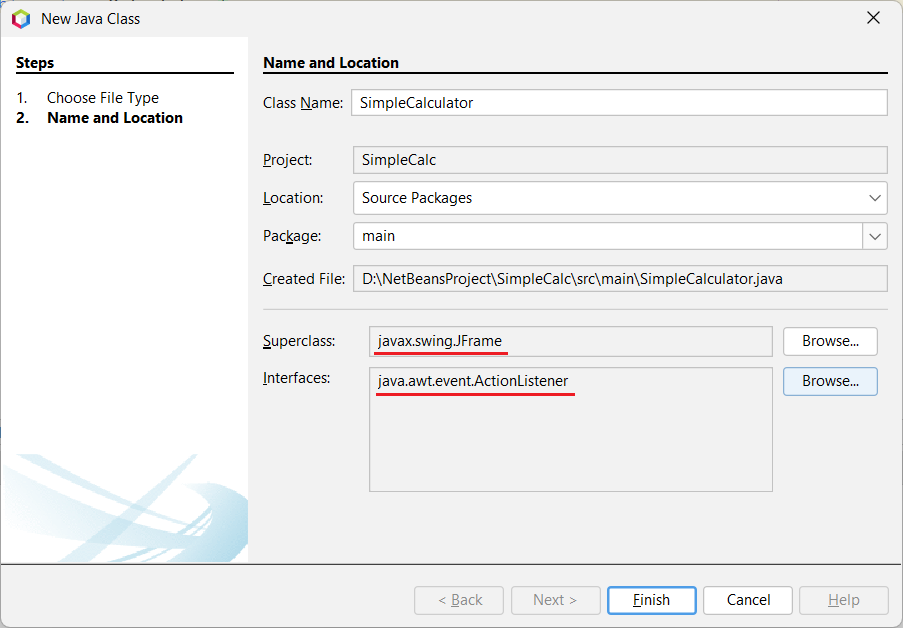 New Java Class
Steps
1. Choose File Type
2. Name and Location
Name and Location
Class Name: SimpleCalculator
Project: SimpleCalc
Location: Source Packages
Package: main
Created File: D:\NetBeansProject\SimpleCalc\src\main\SimpleCalculator.java
Superclass: javax.swing.JFrame Browse...
Interfaces: java.awt.event.ActionListener Browse...
< Back Next > Finish Cancel Help